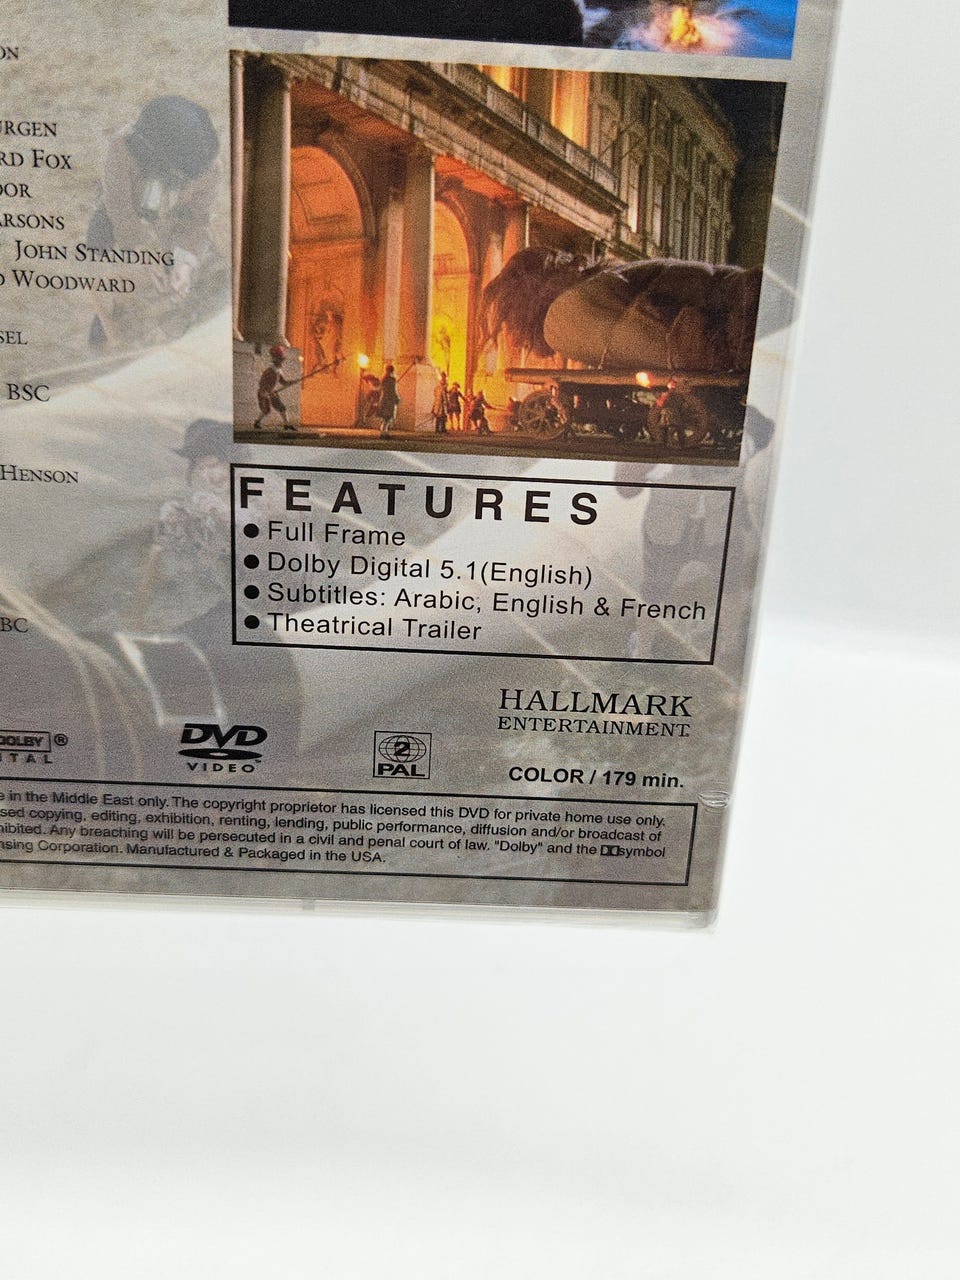 ON
URGEN
RD FOX
OOR
ARSONS
JOHN STANDING
D WOODWARD
SEL
BSC
HENSON
BC
FEATURES
● Full Frame
● Dolby Digital 5.1(English)
● Subtitles: Arabic, English & French
● Theatrical Trailer
HALLMARK
ENTERTAINMENT
DOLBY ®
ITAL
DVD
VIDEO™
2
PAL
COLOR / 179 min.
e in the Middle East only. The copyright proprietor has licensed this DVD for private home use only.
sed copying, editing, exhibition, renting, lending, public performance, diffusion and/or broadcast of
hibited. Any breaching will be persecuted in a civil and penal court of law. "Dolby" and the symbol
nsing Corporation. Manufactured & Packaged in the USA.